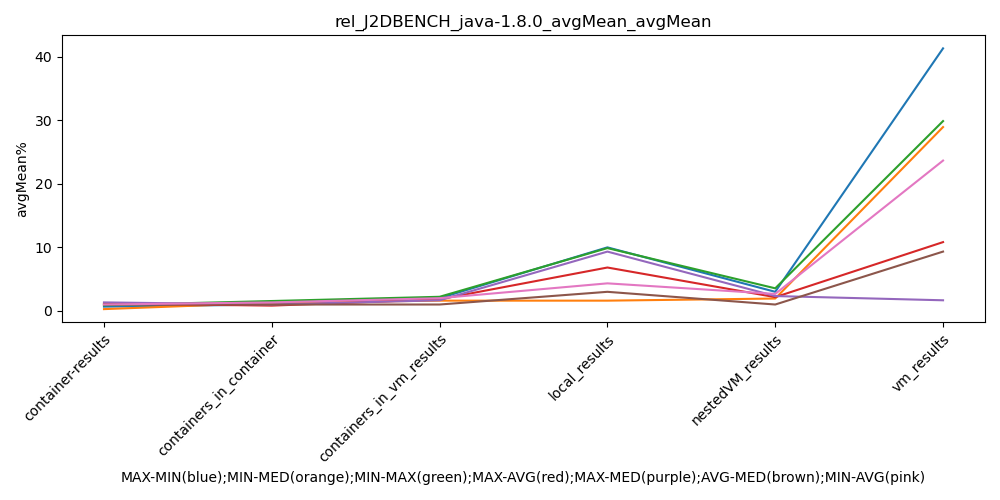 rel_J2DBENCH_java-1.8.0_avgMean_avgMean
avgMean%
40
30
20
10
0
container-results
containers_in_container
containers_in_vm_results
local_results
nestedVM_results
vm_results
MAX-MIN(blue);MIN-MED(orange);MIN-MAX(green);MAX-AVG(red);MAX-MED(purple);AVG-MED(brown);MIN-AVG(pink)